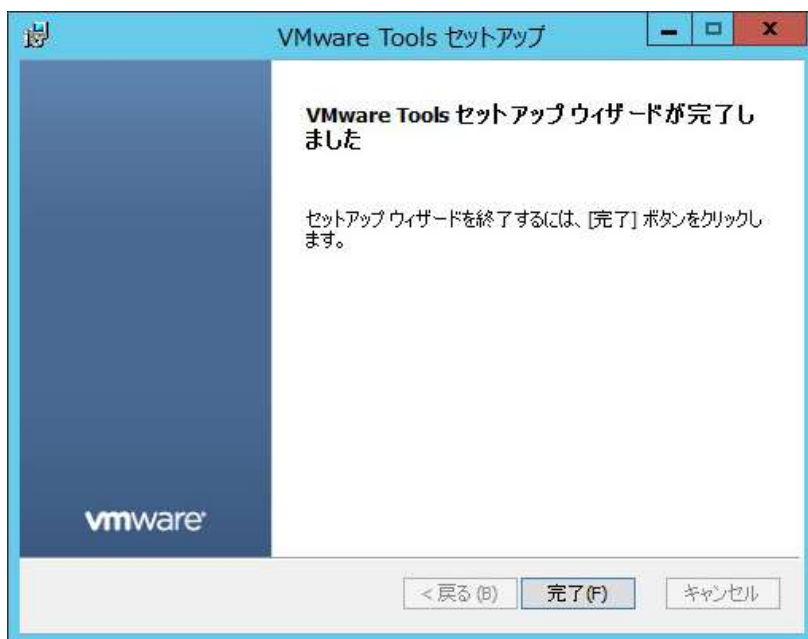 VMware Tools セットアップ
VMware Tools セットアップ ウィザードが完了し
ました
セットアップ ウィザードを終了するには、[完了] ボタンをクリックし
ます。
vmware
< 戻る (B) 完了(F) キャンセル